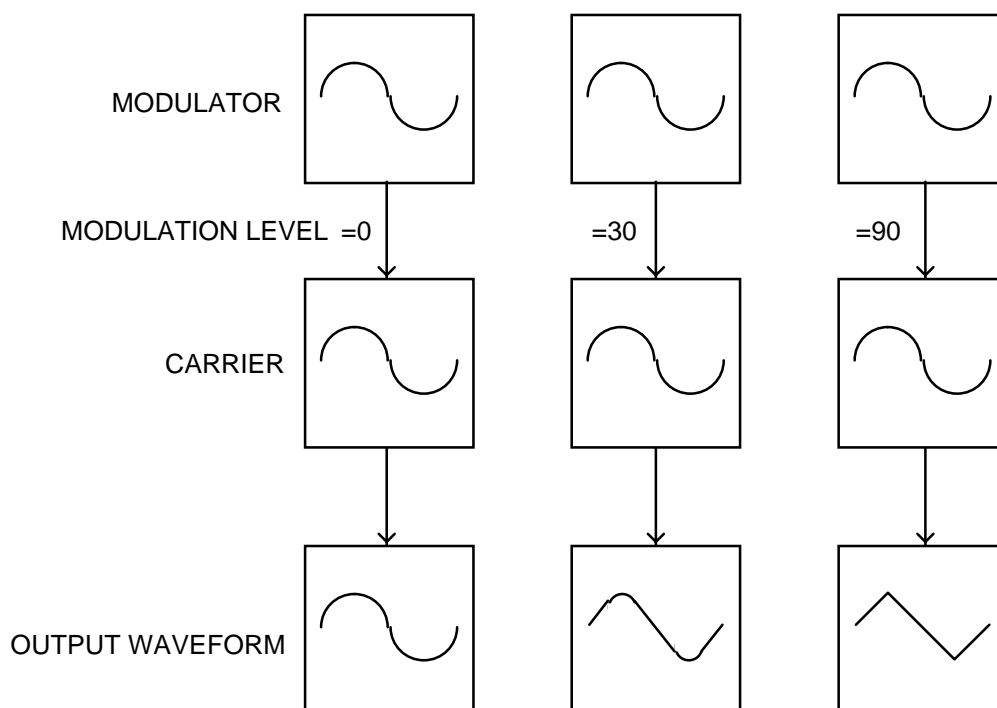 MODULATOR
MODULATION LEVEL =0 =30 =90
CARRIER
OUTPUT WAVEFORM